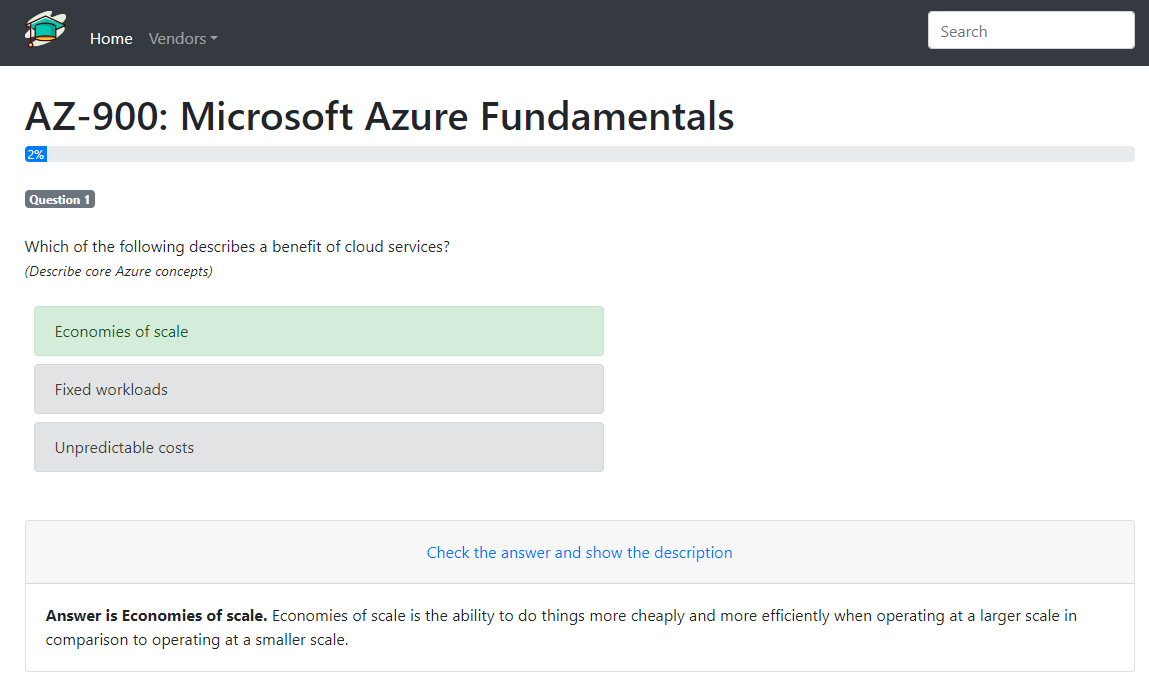 Home Vendors Search
AZ-900: Microsoft Azure Fundamentals
2%
Question 1
Which of the following describes a benefit of cloud services?
(Describe core Azure concepts)
Economies of scale
Fixed workloads
Unpredictable costs
Check the answer and show the description
Answer is Economies of scale. Economies of scale is the ability to do things more cheaply and more efficiently when operating at a larger scale in
comparison to operating at a smaller scale.